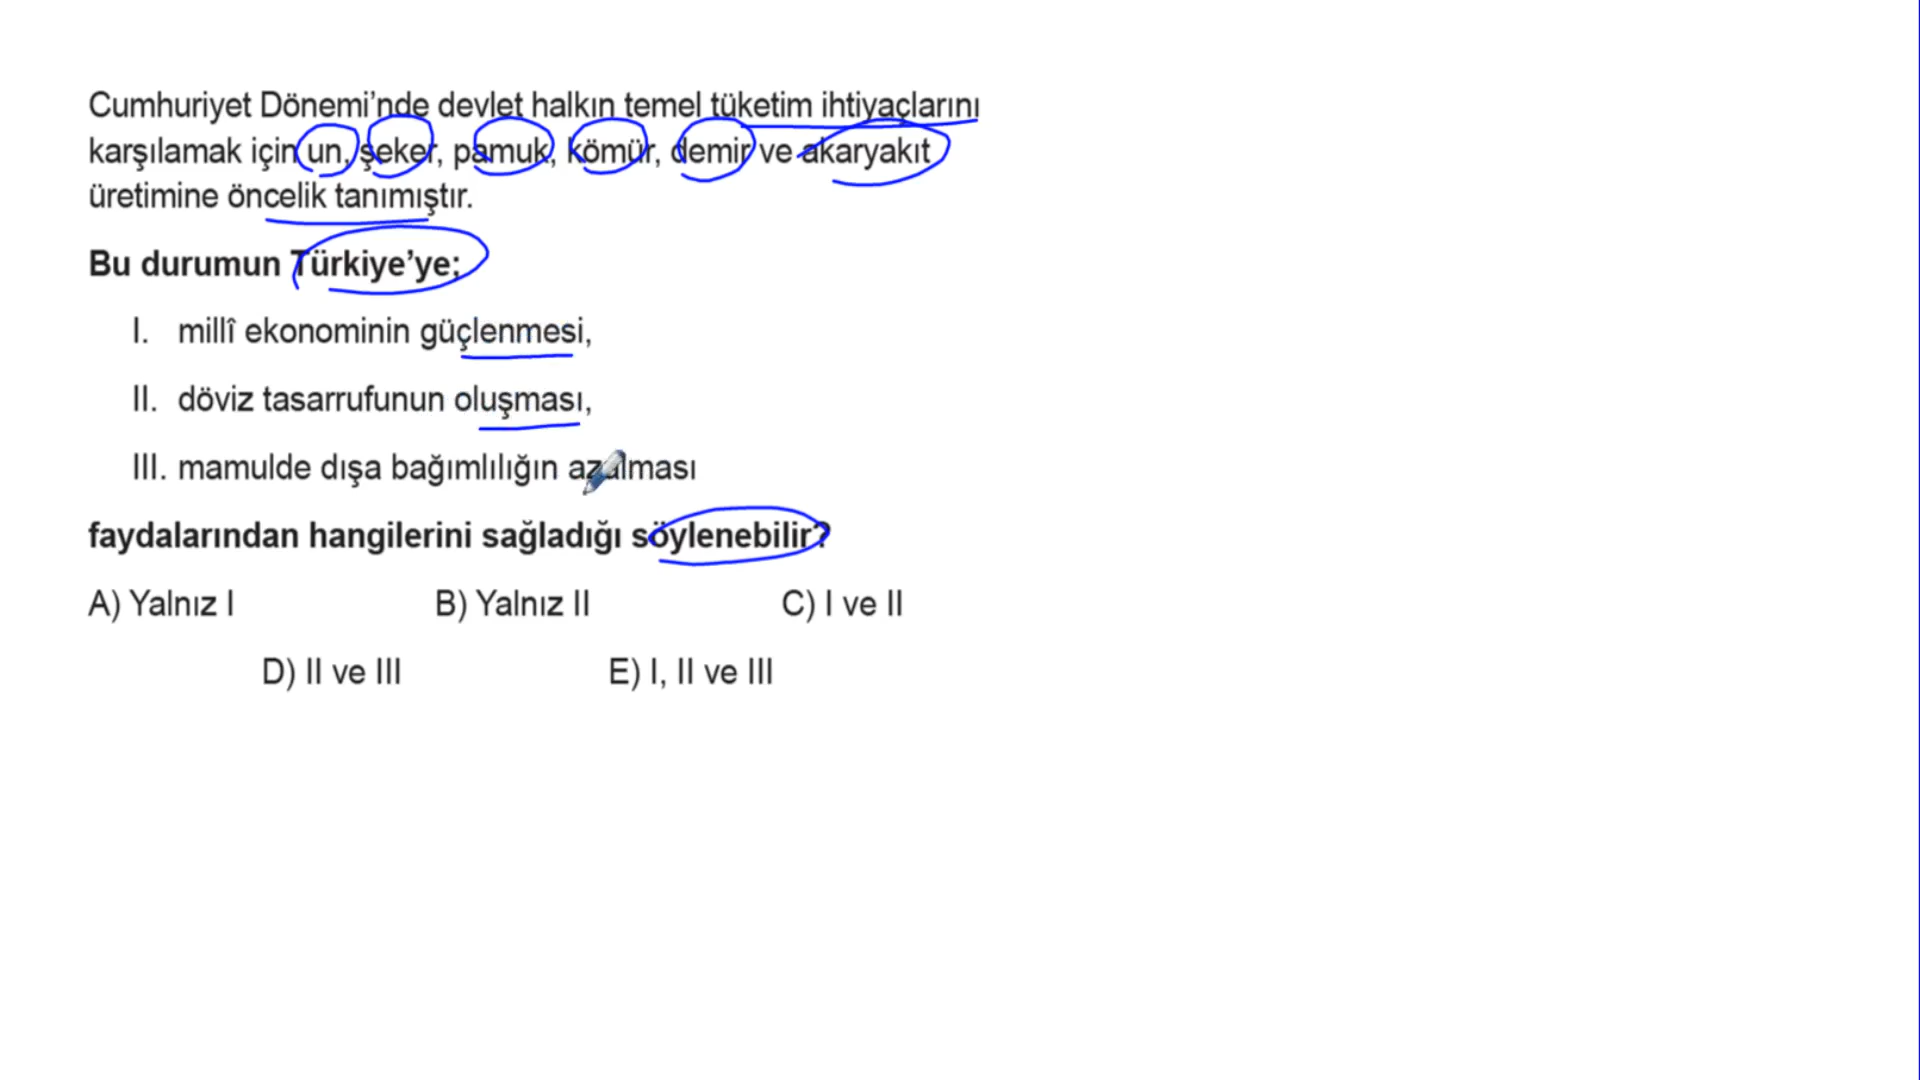 Cumhuriyet Dönemi’nde devlet halkın temel tüketim ihtiyaçlarını
karşılamak için un, şeker, pamuk, kömür, demir ve akaryakıt
üretimine öncelik tanımıştır.
Bu durumun Türkiye’ye;
I. millî ekonominin güçlenmesi,
II. döviz tasarrufunun oluşması,
III. mamulde dışa bağımlılığın azalması
faydalarından hangilerini sağladığı söylenebilir?
A) Yalnız I B) Yalnız II C) I ve II
D) II ve III E) I, II ve III